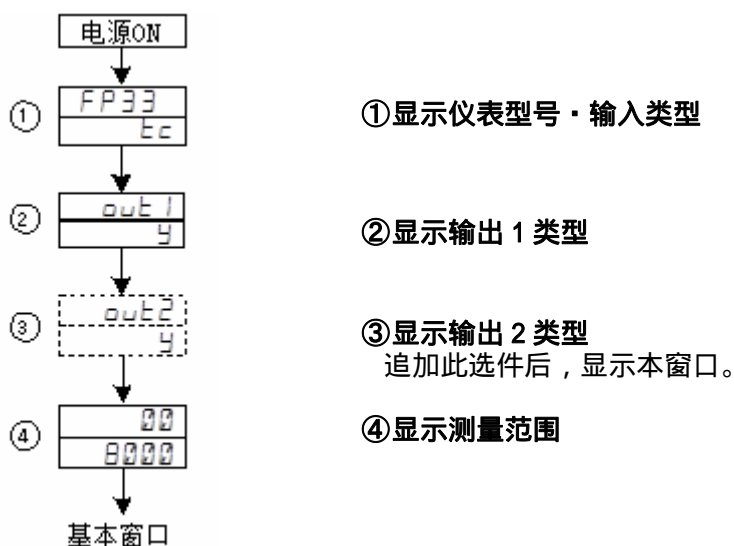 电源ON
① FP33 ①显示仪表型号·输入类型
tc
② out1
y ②显示输出1类型
③ out2 ③显示输出2类型
y 追加此选件后，显示本窗口。
④ 00 ④显示测量范围
8000
基本窗口